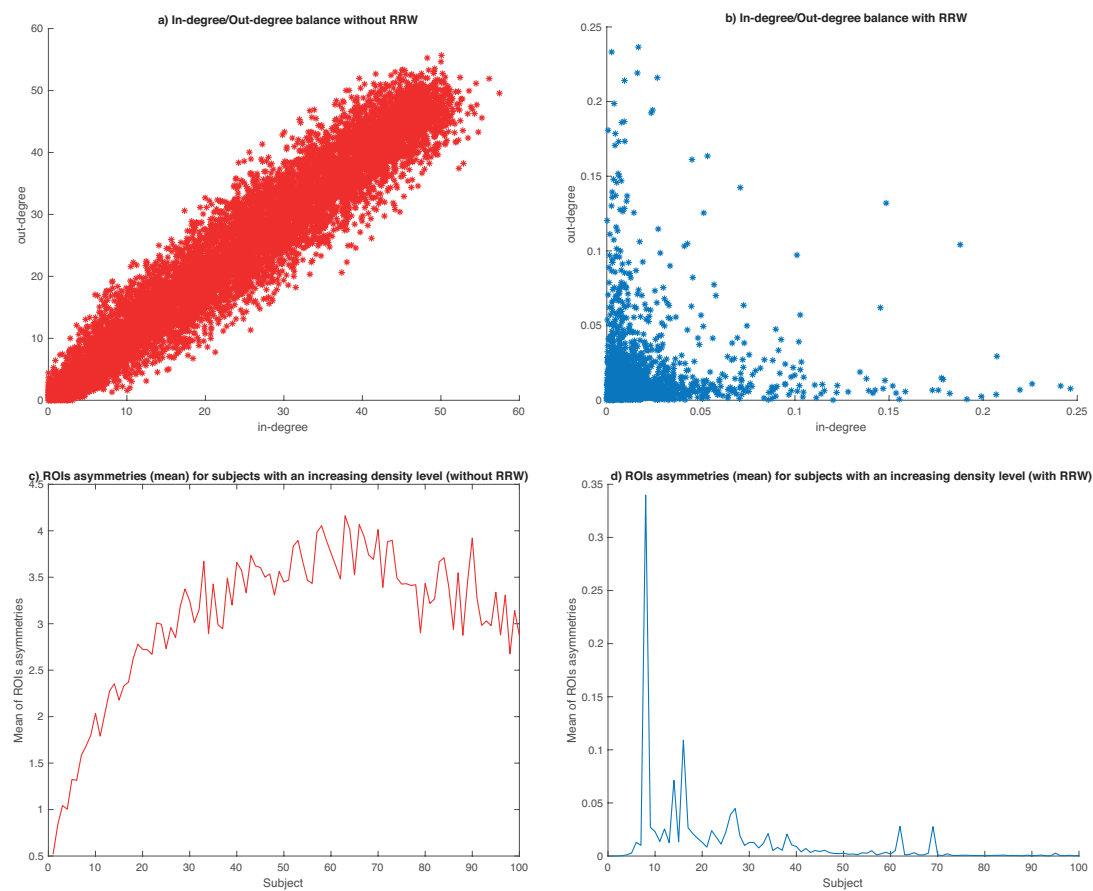 a) In-degree/Out-degree balance without RRW
60
50
40
30
20
10
0
out-degree
0 10 20 30 40 50 60
in-degree
b) In-degree/Out-degree balance with RRW
0.25
0.2
0.15
0.1
0.05
0
out-degree
0 0.05 0.1 0.15 0.2 0.25
in-degree
c) ROIs asymmetries (mean) for subjects with an increasing density level (without RRW)
4.5
4
3.5
3
2.5
2
1.5
1
0.5
Mean of ROIs asymmetries
0 10 20 30 40 50 60 70 80 90 100
Subject
d) ROIs asymmetries (mean) for subjects with an increasing density level (with RRW)
0.35
0.3
0.25
0.2
0.15
0.1
0.05
0
Mean of ROIs asymmetries
0 10 20 30 40 50 60 70 80 90 100
Subject